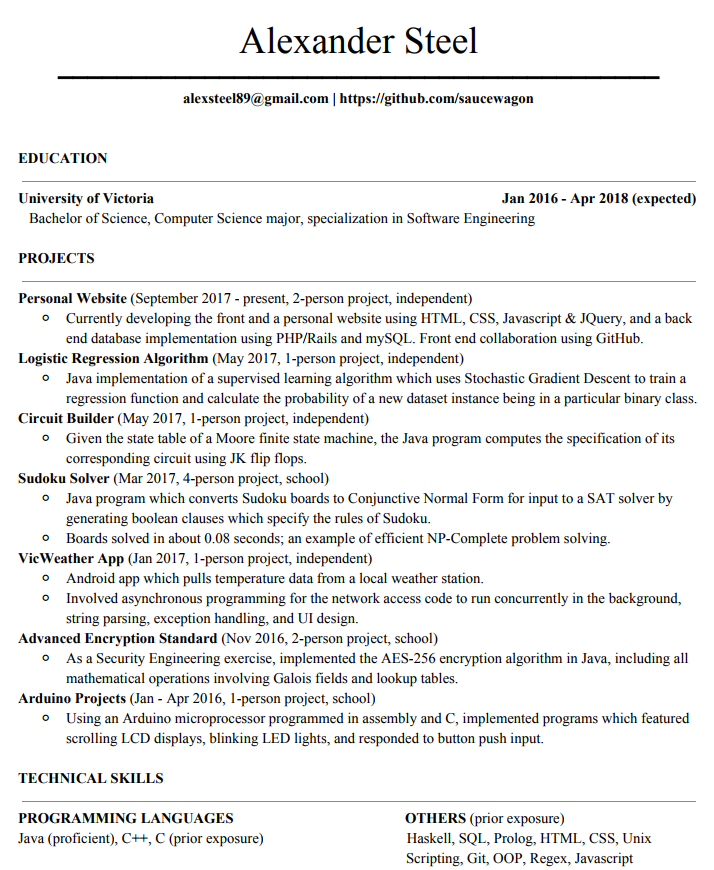 Alexander Steel
alexsteel89@gmail.com | https://github.com/saucewagon
EDUCATION
University of Victoria Jan 2016 - Apr 2018 (expected)
Bachelor of Science, Computer Science major, specialization in Software Engineering
PROJECTS
Personal Website (September 2017 - present, 2-person project, independent)
Currently developing the front and a personal website using HTML, CSS, Javascript & JQuery, and a back
end database implementation using PHP/Rails and mySQL. Front end collaboration using GitHub.
Logistic Regression Algorithm (May 2017, 1-person project, independent)
Java implementation of a supervised learning algorithm which uses Stochastic Gradient Descent to train a
regression function and calculate the probability of a new dataset instance being in a particular binary class.
Circuit Builder (May 2017, 1-person project, independent)
Given the state table of a Moore finite state machine, the Java program computes the specification of its
corresponding circuit using JK flip flops.
Sudoku Solver (Mar 2017, 4-person project, school)
Java program which converts Sudoku boards to Conjunctive Normal Form for input to a SAT solver by
generating boolean clauses which specify the rules of Sudoku.
Boards solved in about 0.08 seconds; an example of efficient NP-Complete problem solving.
VicWeather App (Jan 2017, 1-person project, independent)
Android app which pulls temperature data from a local weather station.
Involved asynchronous programming for the network access code to run concurrently in the background,
string parsing, exception handling, and UI design.
Advanced Encryption Standard (Nov 2016, 2-person project, school)
As a Security Engineering exercise, implemented the AES-256 encryption algorithm in Java, including all
mathematical operations involving Galois fields and lookup tables.
Arduino Projects (Jan - Apr 2016, 1-person project, school)
Using an Arduino microprocessor programmed in assembly and C, implemented programs which featured
scrolling LCD displays, blinking LED lights, and responded to button push input.
TECHNICAL SKILLS
PROGRAMMING LANGUAGES
Java (proficient), C++, C (prior exposure)
OTHERS (prior exposure)
Haskell, SQL, Prolog, HTML, CSS, Unix
Scripting, Git, OOP, Regex, Javascript